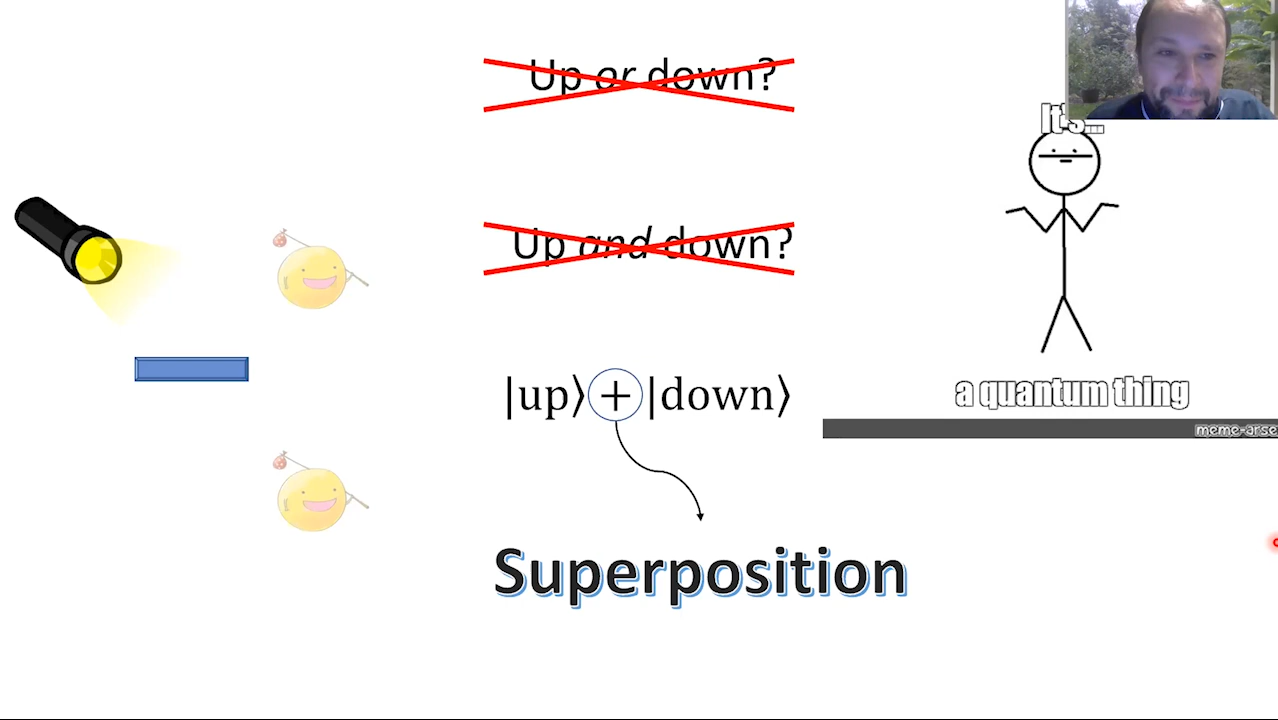 Up or down?
It's...
Up and down?
|up⟩ + |down⟩
a quantum thing
meme-arse
Superposition